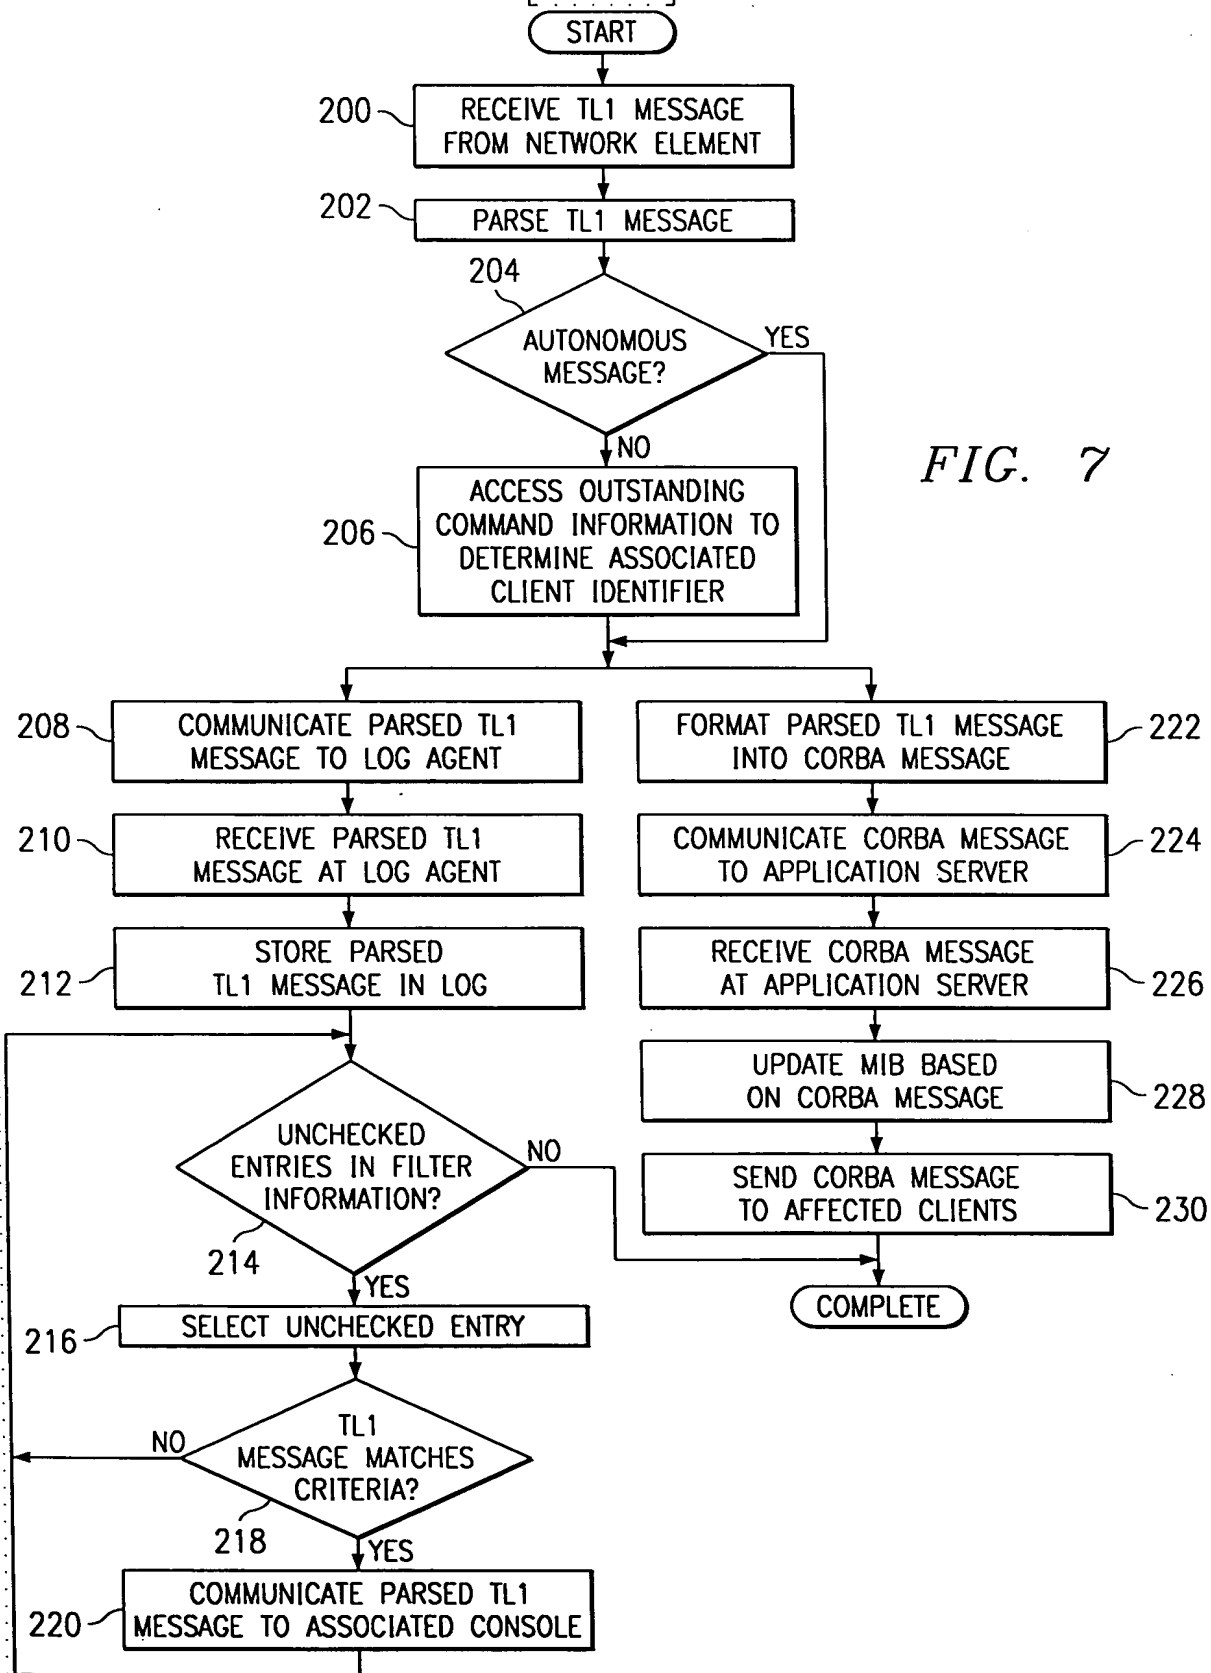 START
200
RECEIVE TL1 MESSAGE
FROM NETWORK ELEMENT
202
PARSE TL1 MESSAGE
204
AUTONOMOUS
MESSAGE?
YES
NO
FIG. 7
206
ACCESS OUTSTANDING
COMMAND INFORMATION TO
DETERMINE ASSOCIATED
CLIENT IDENTIFIER
208
COMMUNICATE PARSED TL1
MESSAGE TO LOG AGENT
210
RECEIVE PARSED TL1
MESSAGE AT LOG AGENT
212
STORE PARSED
TL1 MESSAGE IN LOG
UNCHECKED
ENTRIES IN FILTER
INFORMATION?
NO
214
YES
216
SELECT UNCHECKED ENTRY
TL1
MESSAGE MATCHES
CRITERIA?
NO
218
YES
220
COMMUNICATE PARSED TL1
MESSAGE TO ASSOCIATED CONSOLE
FORMAT PARSED TL1 MESSAGE
INTO CORBA MESSAGE
222
COMMUNICATE CORBA MESSAGE
TO APPLICATION SERVER
224
RECEIVE CORBA MESSAGE
AT APPLICATION SERVER
226
UPDATE MIB BASED
ON CORBA MESSAGE
228
SEND CORBA MESSAGE
TO AFFECTED CLIENTS
230
COMPLETE